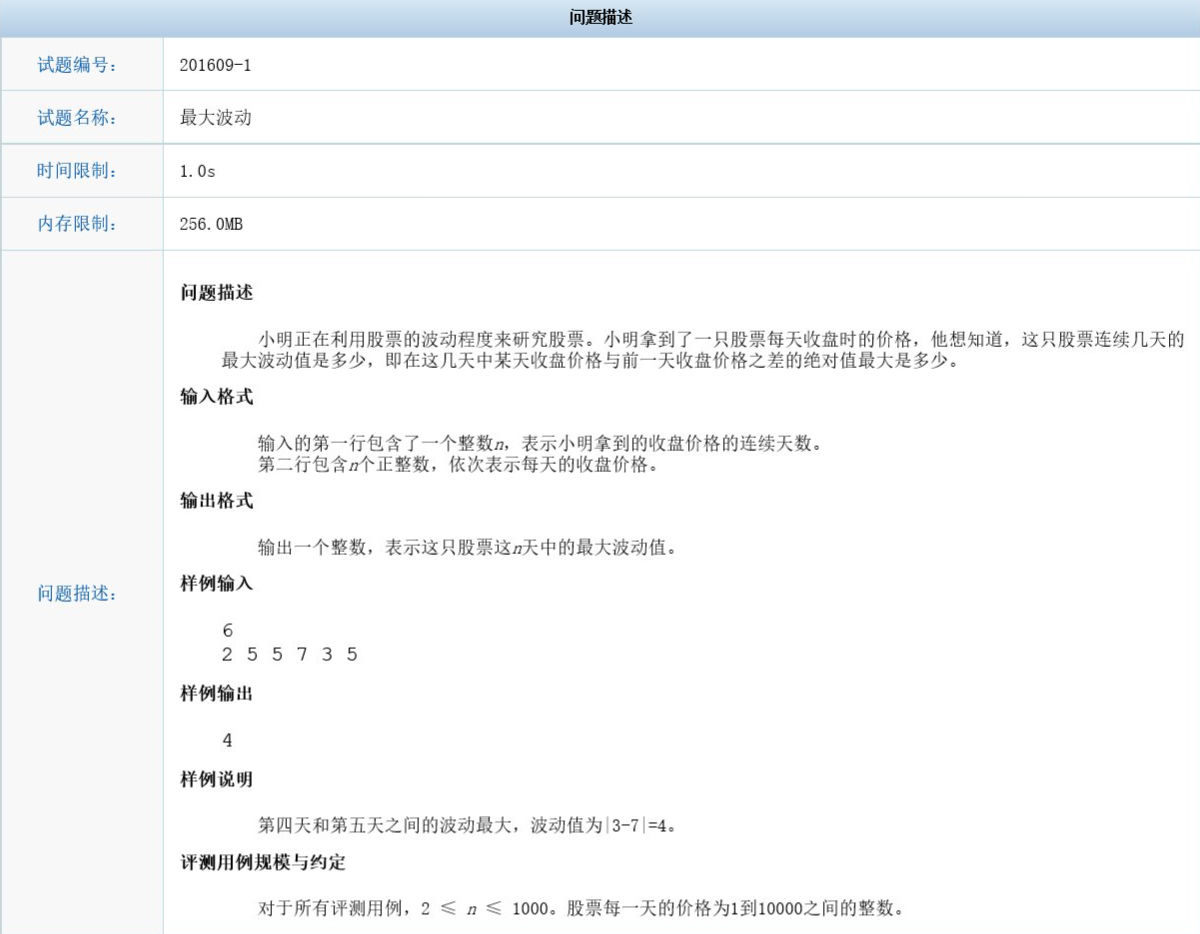 问题描述
试题编号： 201609-1
试题名称： 最大波动
时间限制： 1.0s
内存限制： 256.0MB
问题描述：
问题描述
小明正在利用股票的波动程度来研究股票。小明拿到了一只股票每天收盘时的价格，他想知道，这只股票连续几天的
最大波动值是多少，即在这几天中某天收盘价格与前一天收盘价格之差的绝对值最大是多少。
输入格式
输入的第一行包含了一个整数n，表示小明拿到的收盘价格的连续天数。
第二行包含n个正整数，依次表示每天的收盘价格。
输出格式
输出一个整数，表示这只股票这n天中的最大波动值。
样例输入
6
2 5 5 7 3 5
样例输出
4
样例说明
第四天和第五天之间的波动最大，波动值为|3-7|=4。
评测用例规模与约定
对于所有评测用例，2 ≤ n ≤ 1000。股票每一天的价格为1到10000之间的整数。